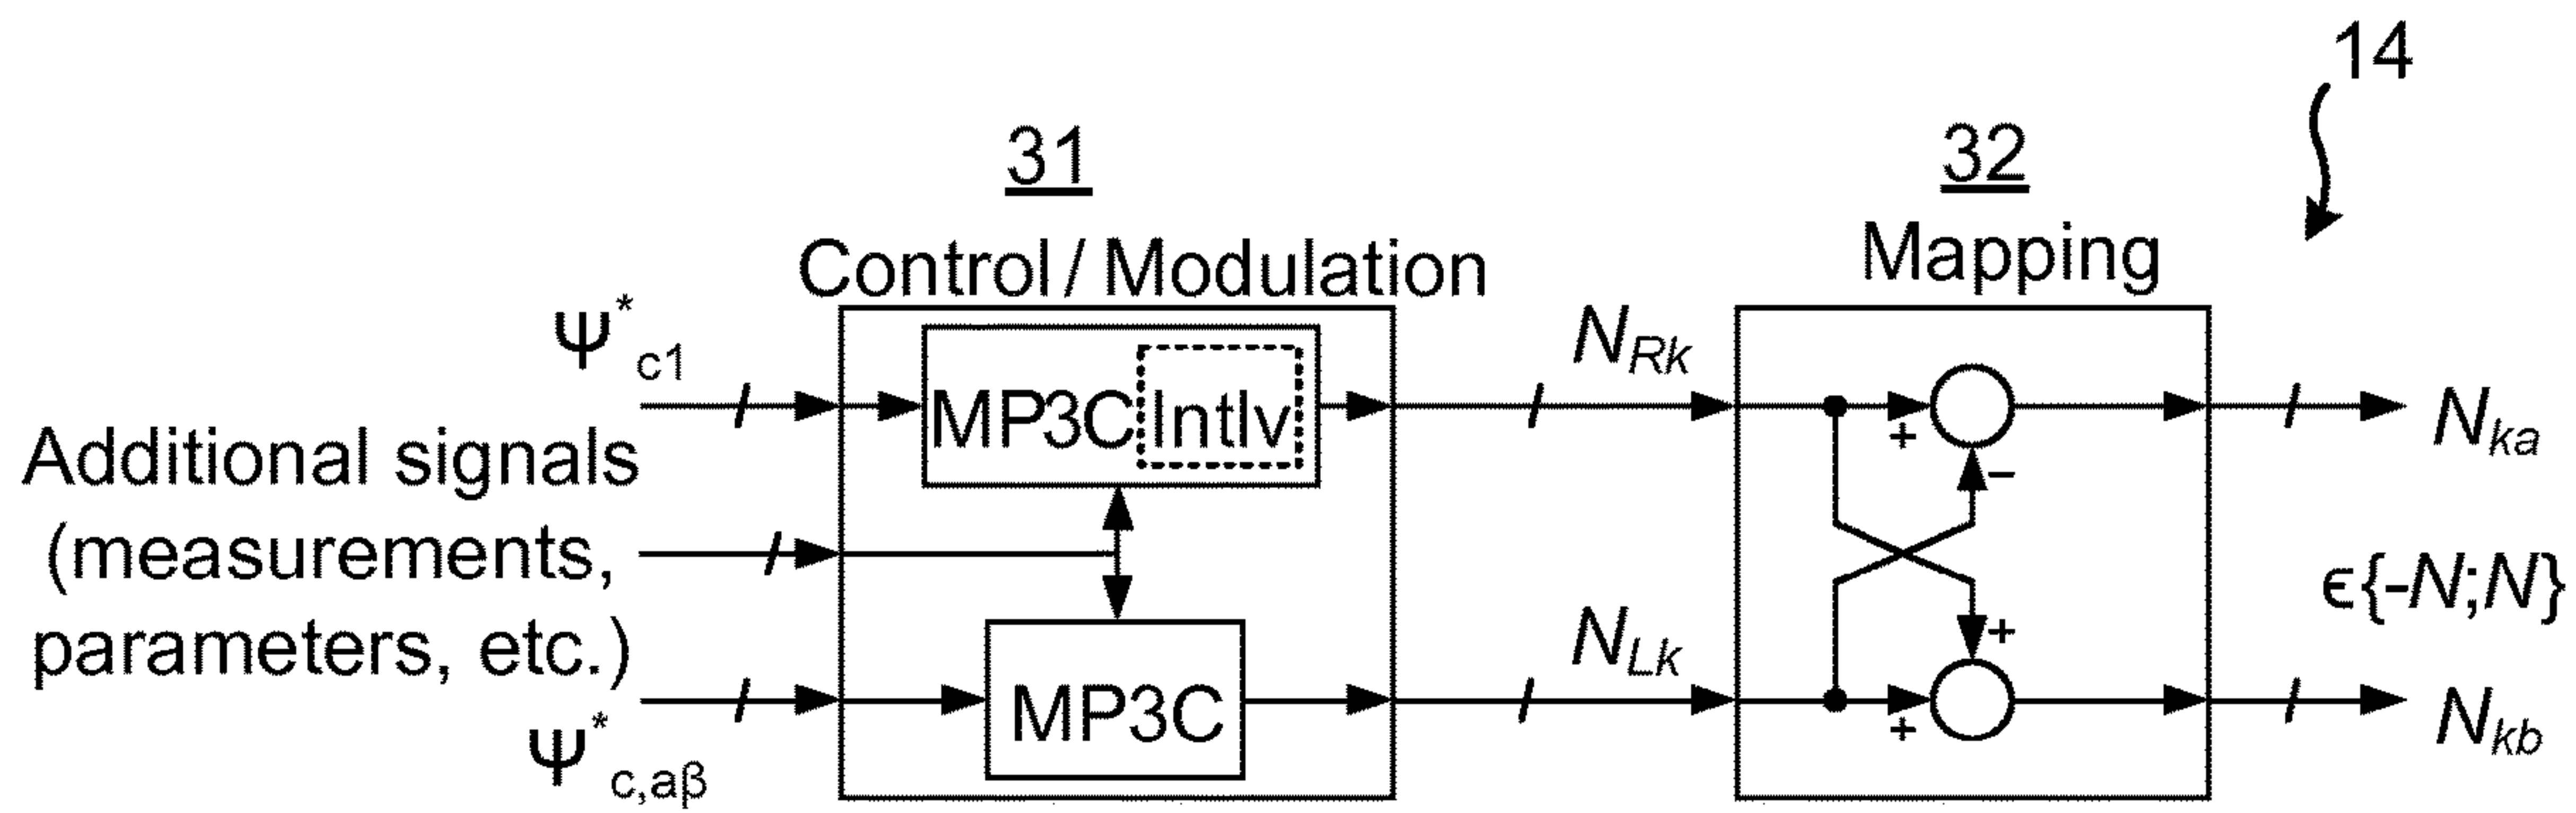 14
31
32
Control / Modulation
Mapping
Ψ*c1
MP3C Intlv
NRk
+
−
Nka
Additional signals
(measurements,
parameters, etc.)
ϵ{-N;N}
Ψ*c,aβ
MP3C
NLk
+
+
Nkb